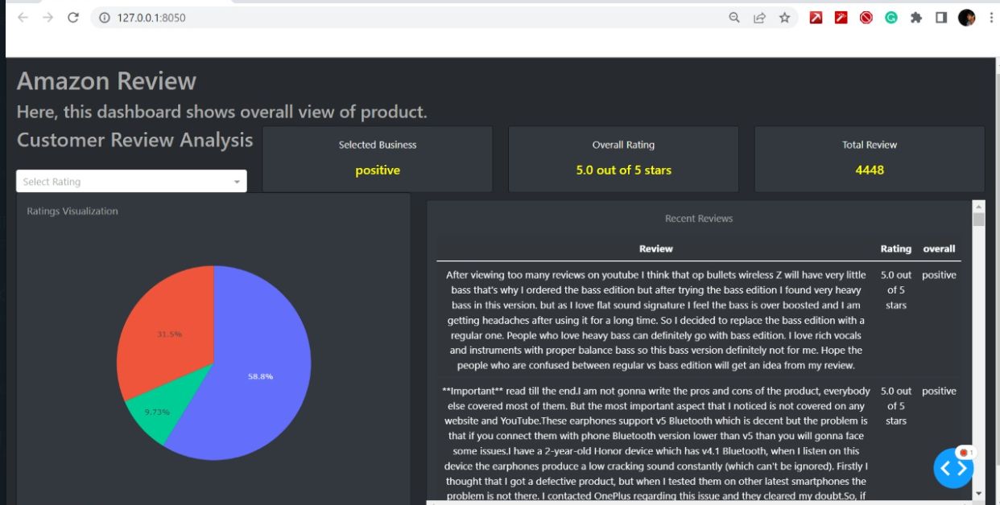 127.0.0.1:8050
Amazon Review
Here, this dashboard shows overall view of product.
Customer Review Analysis
Select Rating
Selected Business
positive
Overall Rating
5.0 out of 5 stars
Total Review
4448
Ratings Visualization
31.5%
58.8%
9.73%
Recent Reviews
Review Rating overall
After viewing too many reviews on youtube I think that op bullets wireless Z will have very little 5.0 out positive
bass that's why I ordered the bass edition but after trying the bass edition I found very heavy of 5
bass in this version. but as I love flat sound signature I feel the bass is over boosted and I am stars
getting headaches after using it for a long time. So I decided to replace the bass edition with a
regular one. People who love heavy bass can definitely go with bass edition. I love rich vocals
and instruments with proper balance bass so this bass version definitely not for me. Hope the
people who are confused between regular vs bass edition will get an idea from my review.
**Important** read till the end.I am not gonna write the pros and cons of the product, everybody 5.0 out positive
else covered most of them. But the most important aspect that I noticed is not covered on any of 5
website and YouTube.These earphones support v5 Bluetooth which is decent but the problem is stars
that if you connect them with phone Bluetooth version lower than v5 than you will gonna face
some issues.I have a 2-year-old Honor device which has v4.1 Bluetooth, when I listen on this
device the earphones produce a low cracking sound constantly (which can't be ignored). Firstly I
thought that I got a defective product, but when I tested them on other latest smartphones the
problem is not there. I contacted OnePlus regarding this issue and they cleared my doubt.So, if
1